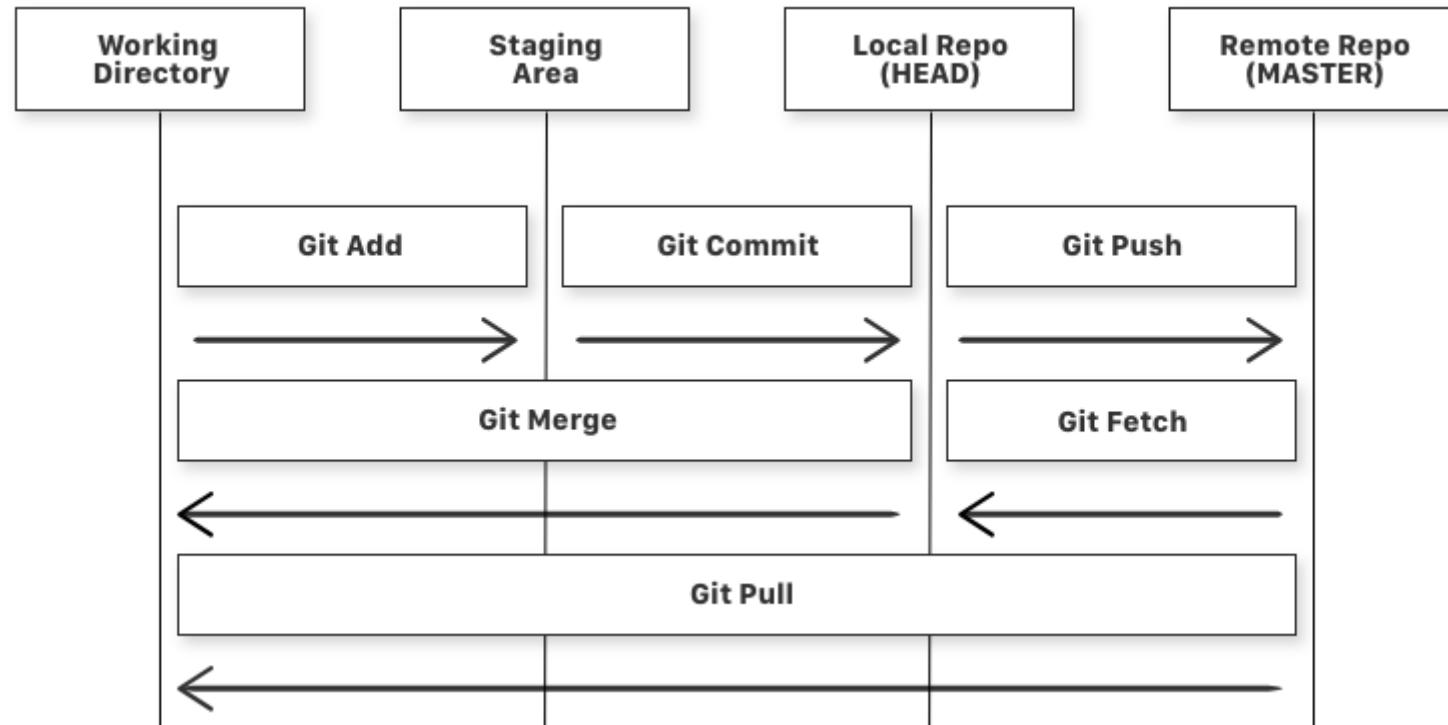 Working
Directory
Staging
Area
Local Repo
(HEAD)
Remote Repo
(MASTER)
Git Add
Git Commit
Git Push
Git Merge
Git Fetch
Git Pull